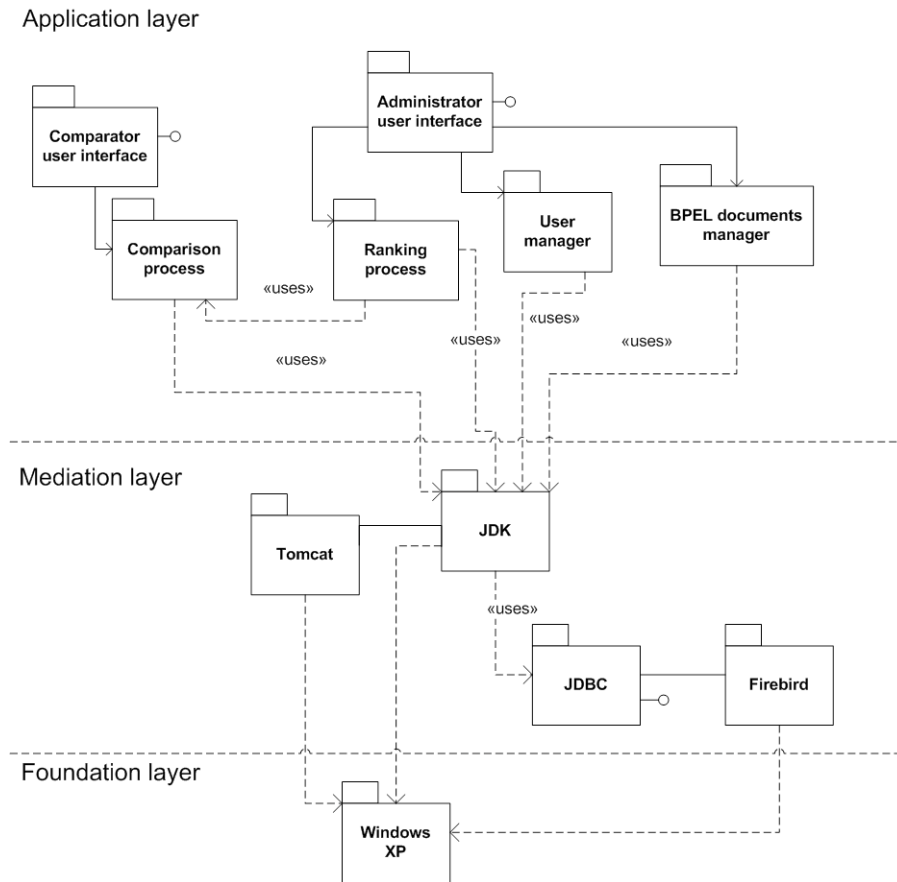 Application layer
Administrator
user interface
Comparator
user interface
User
manager
BPEL documents
manager
Comparison
process
Ranking
process
«uses»
«uses»
«uses»
«uses»
«uses»
Mediation layer
JDK
Tomcat
«uses»
JDBC
Firebird
Foundation layer
Windows
XP